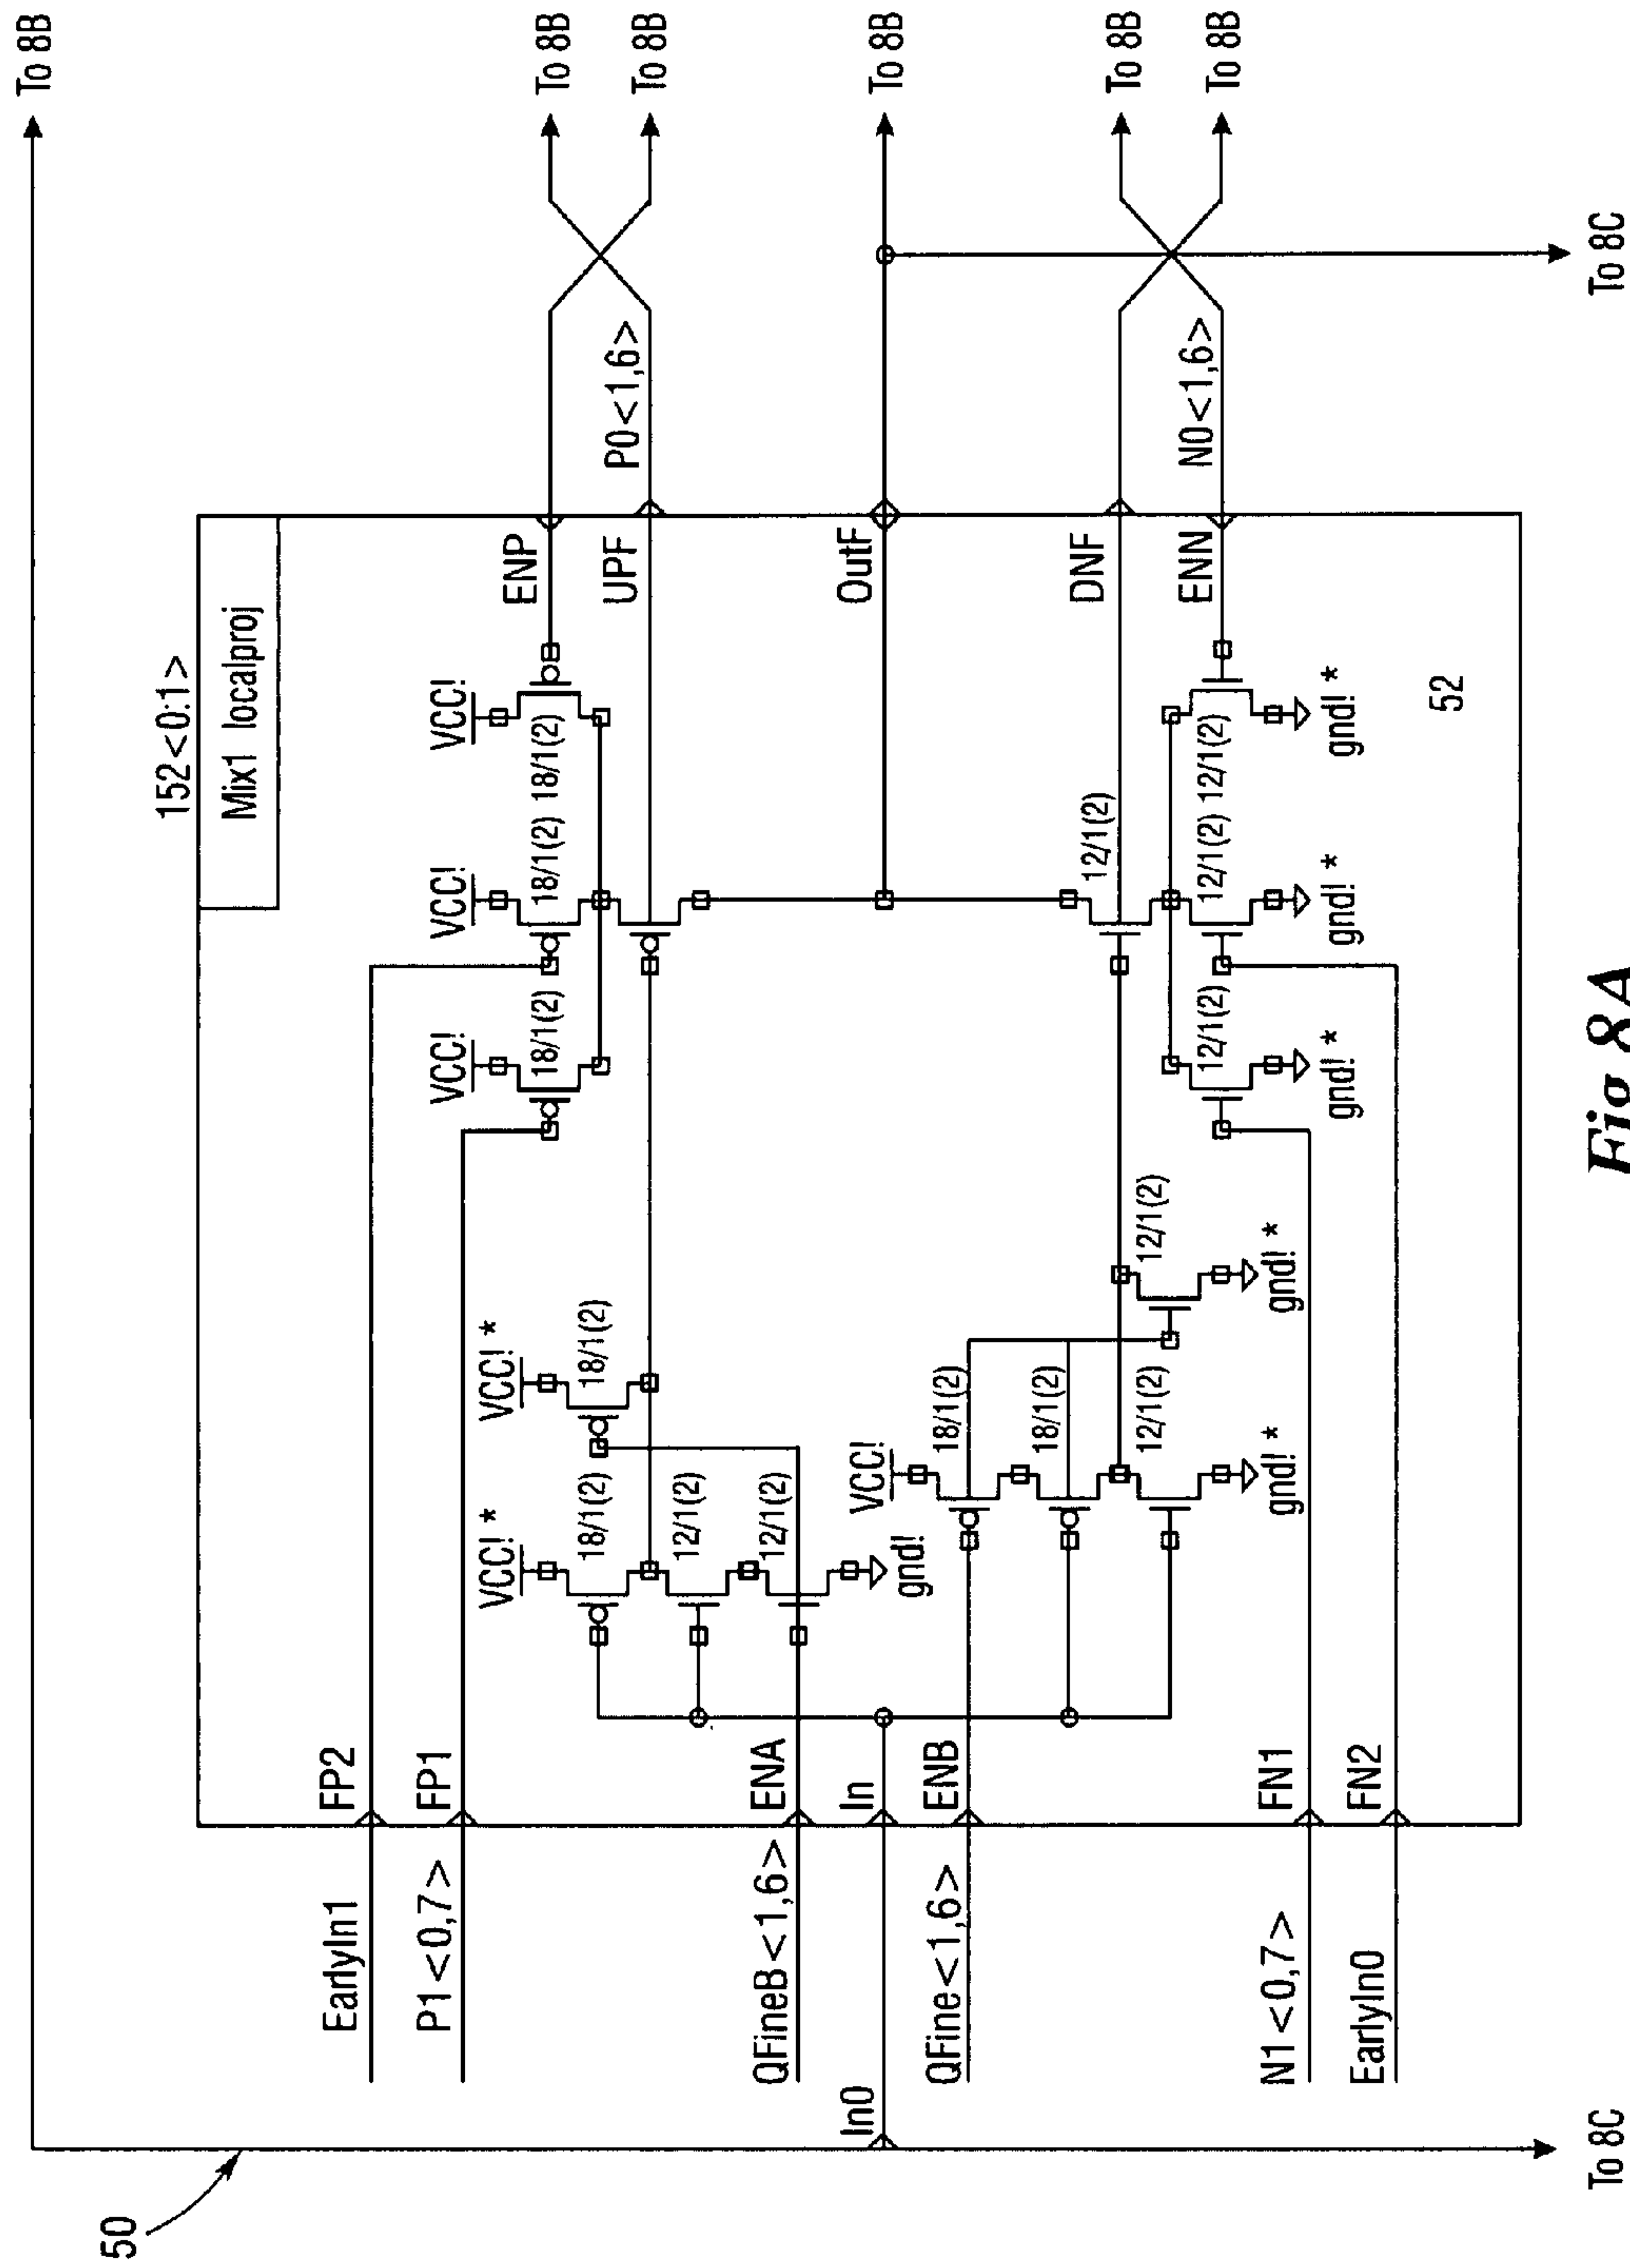 50
To 8B
152<0:1>
Mix1 localproj
EarlyIn1
FP2
P1<0,7>
FP1
VCC!
VCC!
VCC!
18/1(2)
18/1(2)
18/1(2)
ENP
To 8B
VCC! *
VCC! *
18/1(2)
18/1(2)
UPF
P0<1,6>
To 8B
12/1(2)
12/1(2)
QFineB<1,6>
ENA
gnd!
In0
In
OutF
To 8B
QFine<1,6>
ENB
VCC!
18/1(2)
18/1(2)
12/1(2)
12/1(2)
12/1(2)
DNF
To 8B
gnd! *
gnd! *
12/1(2)
12/1(2)
12/1(2)
ENN
N0<1,6>
To 8B
N1<0,7>
FN1
gnd! *
gnd! *
gnd! *
EarlyIn0
FN2
52
To 8C
To 8C
Fig. 8A